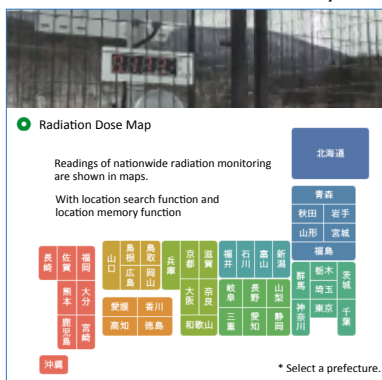 Radiation Dose Map
Readings of nationwide radiation monitoring
are shown in maps.
With location search function and
location memory function
北海道
青森
秋田 岩手
山形 宮城
福島
長崎 佐賀 福岡
熊本 大分
鹿児島 宮崎
沖縄
山口 島根 鳥取
広島 岡山
愛媛 香川
高知 徳島
兵庫 京都 滋賀
大阪 奈良
和歌山
福井 石川 富山 新潟
岐阜 長野 山梨
三重 愛知 静岡
群馬 栃木 茨城
埼玉
神奈川 東京 千葉
* Select a prefecture.